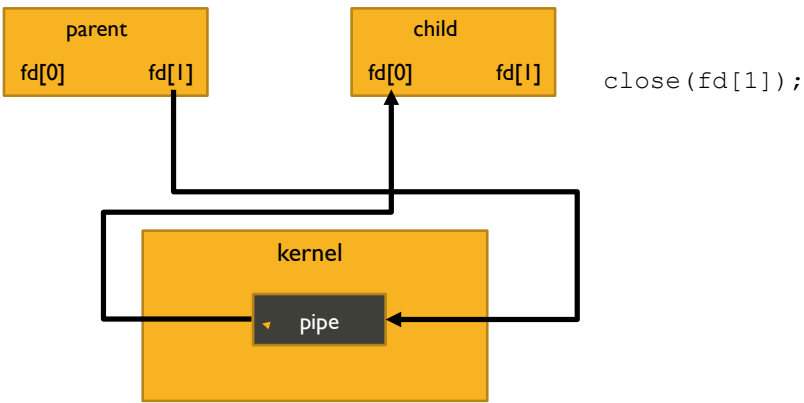 parent
child
fd[0]
fd[1]
fd[0]
fd[1]
close(fd[1]);
kernel
pipe